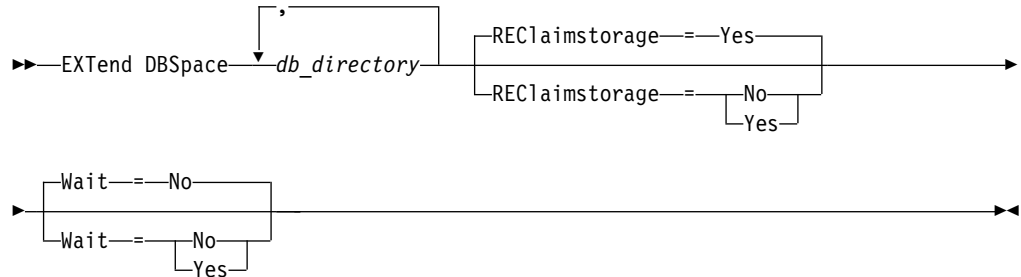 ,
REClaimstorage = Yes
EXTend DBSpace db_directory
REClaimstorage = No
Yes
Wait = No
Wait = No
Yes